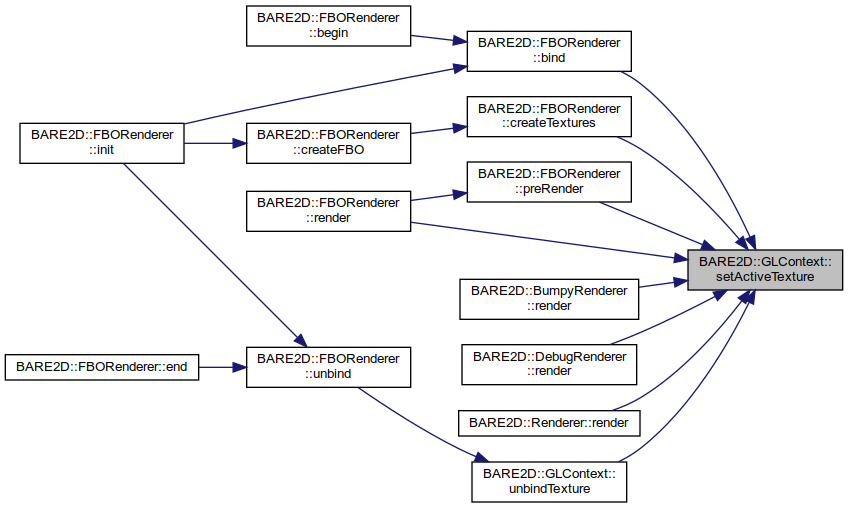 BARE2D::FBORenderer
::begin
BARE2D::FBORenderer
::bind
BARE2D::FBORenderer
::createTextures
BARE2D::FBORenderer
::init
BARE2D::FBORenderer
::createFBO
BARE2D::FBORenderer
::preRender
BARE2D::FBORenderer
::render
BARE2D::GLContext::
setActiveTexture
BARE2D::BumpyRenderer
::render
BARE2D::DebugRenderer
::render
BARE2D::FBORenderer::end
BARE2D::FBORenderer
::unbind
BARE2D::Renderer::render
BARE2D::GLContext::
unbindTexture